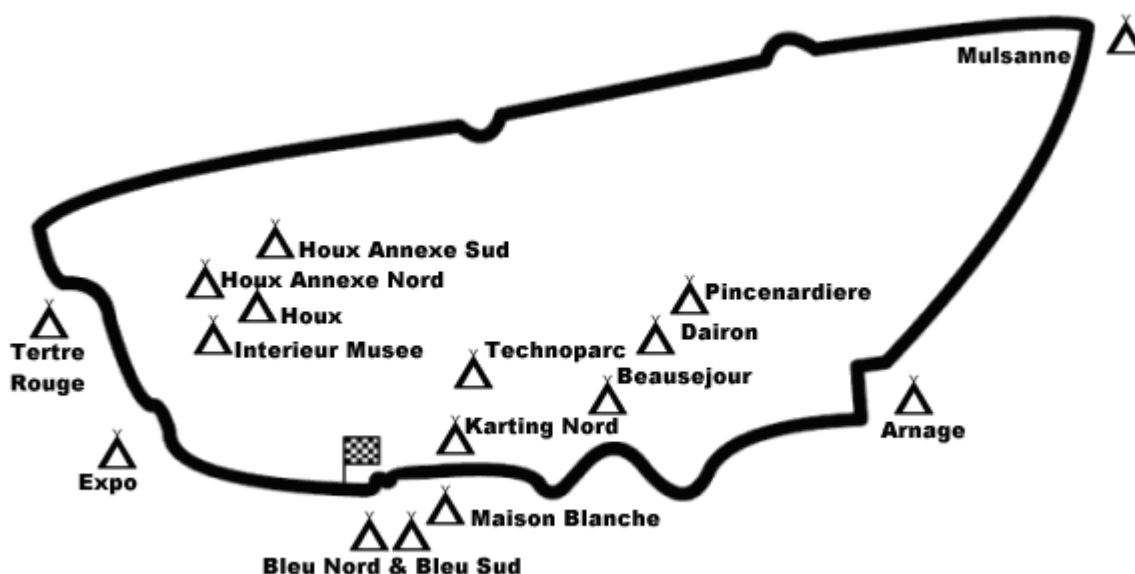 Mulsanne
Houx Annexe Sud
Houx Annexe Nord
Pincenardiere
Houx
Dairon
Tertre
Rouge
Interieur Musee
Technoparc
Beausejour
Karting Nord
Arnage
Expo
Maison Blanche
Bleu Nord & Bleu Sud